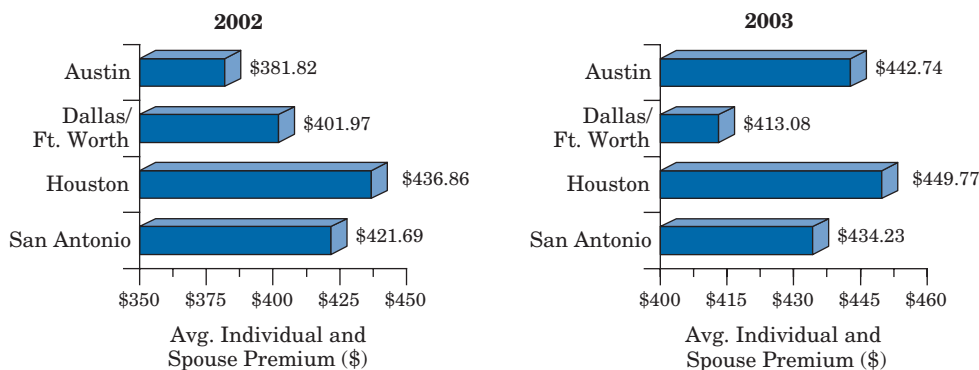 2002
Austin
$381.82
Dallas/
Ft. Worth
$401.97
Houston
$436.86
San Antonio
$421.69
$350 $375 $400 $425 $450
Avg. Individual and
Spouse Premium ($)
2003
Austin
$442.74
Dallas/
Ft. Worth
$413.08
Houston
$449.77
San Antonio
$434.23
$400 $415 $430 $445 $460
Avg. Individual and
Spouse Premium ($)